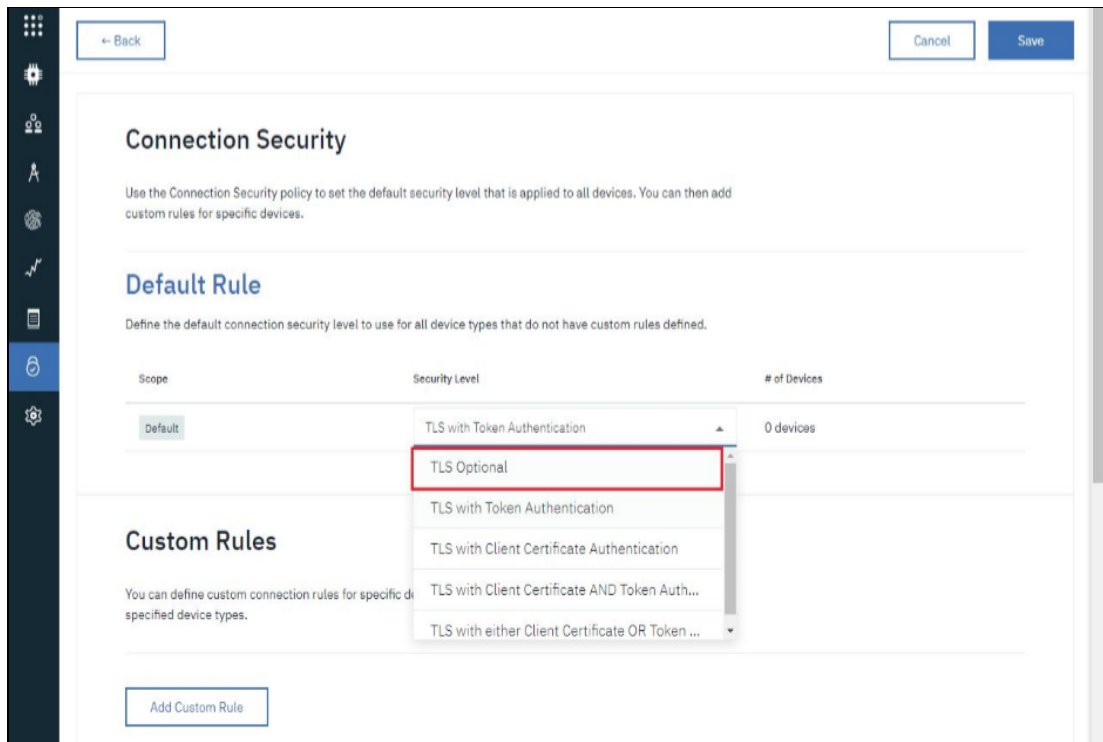 ← Back
Cancel
Save
Connection Security
Use the Connection Security policy to set the default security level that is applied to all devices. You can then add
custom rules for specific devices.
Default Rule
Define the default connection security level to use for all device types that do not have custom rules defined.
Scope
Security Level
# of Devices
Default
TLS with Token Authentication
0 devices
TLS Optional
TLS with Token Authentication
TLS with Client Certificate Authentication
TLS with Client Certificate AND Token Auth...
TLS with either Client Certificate OR Token ...
Custom Rules
You can define custom connection rules for specific d
specified device types.
Add Custom Rule